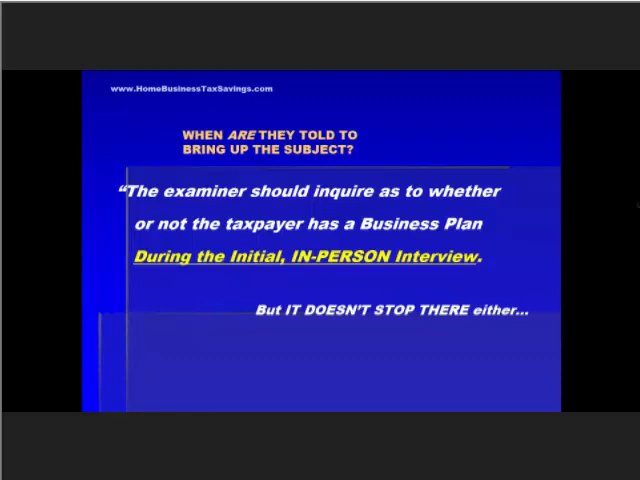 www.HomeBusinessTaxSavings.com
WHEN ARE THEY TOLD TO
BRING UP THE SUBJECT?
“The examiner should inquire as to whether
or not the taxpayer has a Business Plan
During the Initial, IN-PERSON Interview.
But IT DOESN’T STOP THERE either...